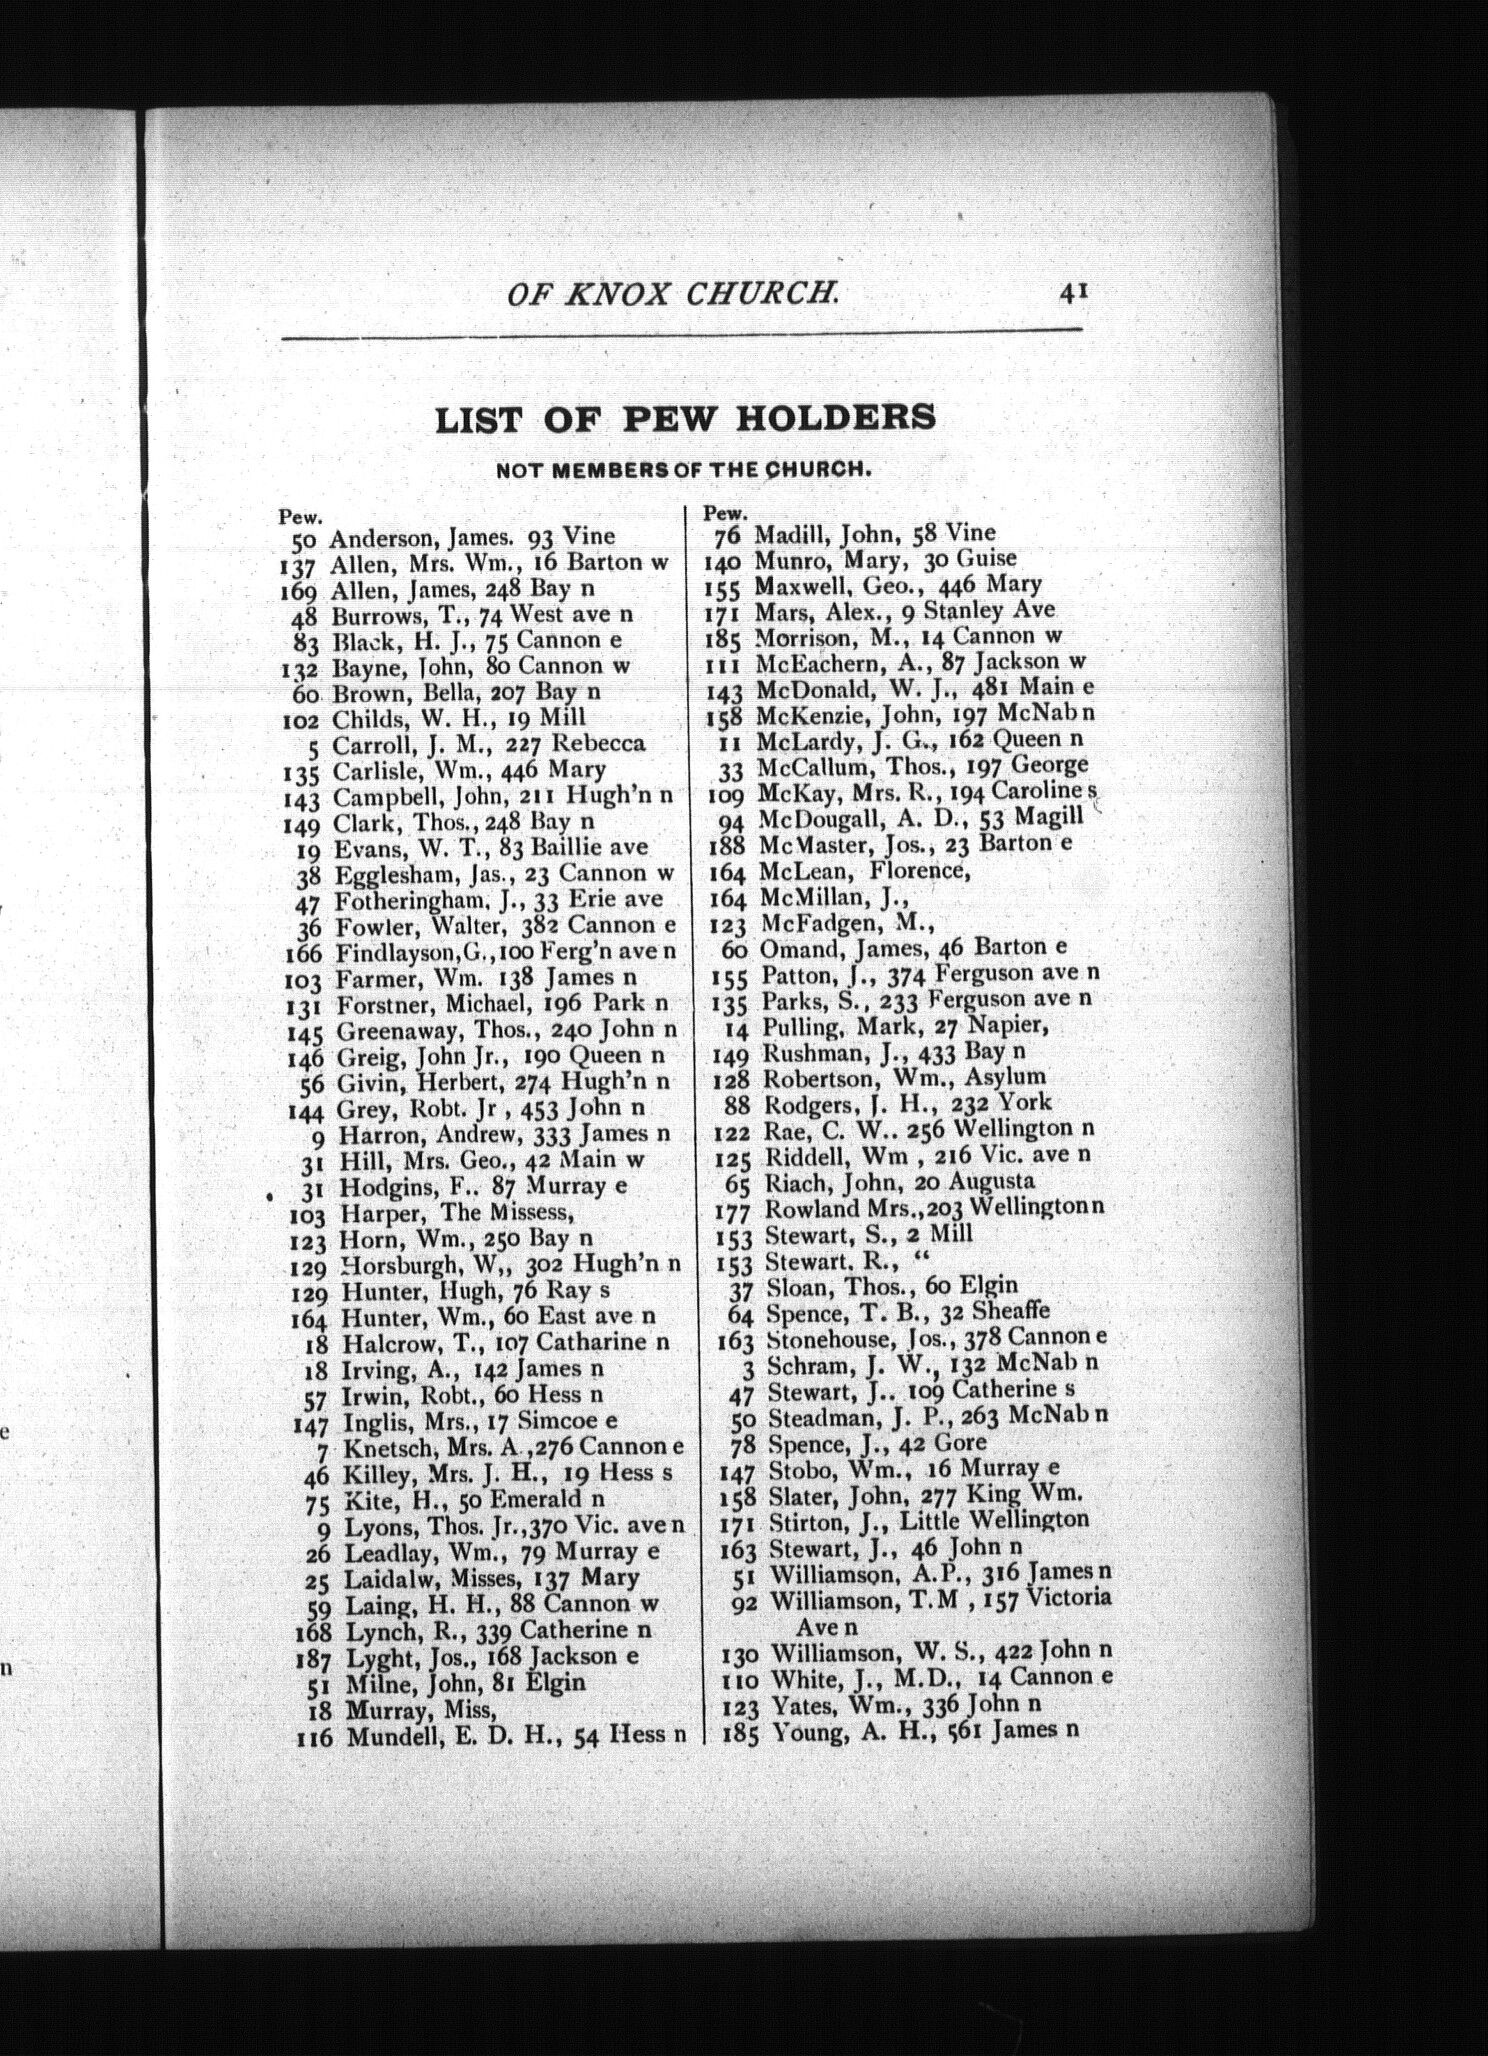 OF KNOX CHURCH. 41
LIST OF PEW HOLDERS
NOT MEMBERS OF THE CHURCH.
Pew.
50 Anderson, James. 93 Vine
137 Allen, Mrs. Wm., 16 Barton w
169 Allen, James, 248 Bay n
48 Burrows, T., 74 West ave n
83 Black, H. J., 75 Cannon e
132 Bayne, John, 80 Cannon w
60 Brown, Bella, 207 Bay n
102 Childs, W. H., 19 Mill
5 Carroll, J. M., 227 Rebecca
135 Carlisle, Wm., 446 Mary
143 Campbell, John, 211 Hugh'n n
149 Clark, Thos., 248 Bay n
19 Evans, W. T., 83 Baillie ave
38 Egglesham, Jas., 23 Cannon w
47 Fotheringham, J., 33 Erie ave
36 Fowler, Walter, 382 Cannon e
166 Findlayson,G.,100 Ferg'n ave n
103 Farmer, Wm. 138 James n
131 Forstner, Michael, 196 Park n
145 Greenaway, Thos., 240 John n
146 Greig, John Jr., 190 Queen n
56 Givin, Herbert, 274 Hugh'n n
144 Grey, Robt. Jr , 453 John n
9 Harron, Andrew, 333 James n
31 Hill, Mrs. Geo., 42 Main w
31 Hodgins, F.. 87 Murray e
103 Harper, The Missess,
123 Horn, Wm., 250 Bay n
129 Horsburgh, W,, 302 Hugh'n n
129 Hunter, Hugh, 76 Ray s
164 Hunter, Wm., 60 East ave n
18 Halcrow, T., 107 Catharine n
18 Irving, A., 142 James n
57 Irwin, Robt., 60 Hess n
147 Inglis, Mrs., 17 Simcoe e
7 Knetsch, Mrs. A.,276 Cannon e
46 Killey, Mrs. J. H., 19 Hess s
75 Kite, H., 50 Emerald n
9 Lyons, Thos. Jr.,370 Vic. ave n
26 Leadlay, Wm., 79 Murray e
25 Laidalw, Misses, 137 Mary
59 Laing, H. H., 88 Cannon w
168 Lynch, R., 339 Catherine n
187 Lyght, Jos., 168 Jackson e
51 Milne, John, 81 Elgin
18 Murray, Miss,
116 Mundell, E. D. H., 54 Hess n
Pew.
76 Madill, John, 58 Vine
140 Munro, Mary, 30 Guise
155 Maxwell, Geo., 446 Mary
171 Mars, Alex., 9 Stanley Ave
185 Morrison, M., 14 Cannon w
111 McEachern, A., 87 Jackson w
143 McDonald, W. J., 481 Main e
158 McKenzie, John, 197 McNab n
11 McLardy, J. G., 162 Queen n
33 McCallum, Thos., 197 George
109 McKay, Mrs. R., 194 Caroline s
94 McDougall, A. D., 53 Magill
188 McMaster, Jos., 23 Barton e
164 McLean, Florence,
164 McMillan, J.,
123 McFadgen, M.,
60 Omand, James, 46 Barton e
155 Patton, J., 374 Ferguson ave n
135 Parks, S., 233 Ferguson ave n
14 Pulling, Mark, 27 Napier,
149 Rushman, J., 433 Bay n
128 Robertson, Wm., Asylum
88 Rodgers, J. H., 232 York
122 Rae, C. W.. 256 Wellington n
125 Riddell, Wm , 216 Vic. ave n
65 Riach, John, 20 Augusta
177 Rowland Mrs.,203 Wellington n
153 Stewart, S., 2 Mill
153 Stewart, R., “
37 Sloan, Thos., 60 Elgin
64 Spence, T. B., 32 Sheaffe
163 Stonehouse, Jos., 378 Cannon e
3 Schram, J. W., 132 McNab n
47 Stewart, J.. 109 Catherine s
50 Steadman, J. P., 263 McNab n
78 Spence, J., 42 Gore
147 Stobo, Wm., 16 Murray e
158 Slater, John, 277 King Wm.
171 Stirton, J., Little Wellington
163 Stewart, J., 46 John n
51 Williamson, A.P., 316 James n
92 Williamson, T.M , 157 Victoria
Ave n
130 Williamson, W. S., 422 John n
110 White, J., M.D., 14 Cannon e
123 Yates, Wm., 336 John n
185 Young, A. H., 561 James n
e
n